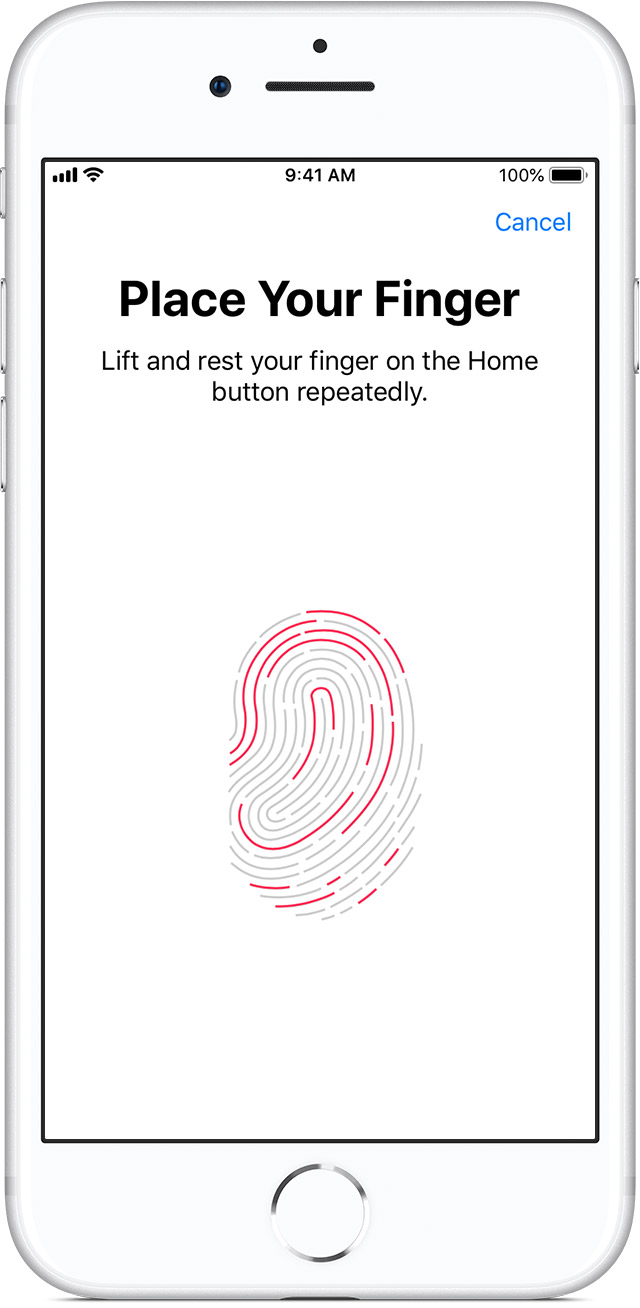 9:41 AM 100%
Cancel
Place Your Finger
Lift and rest your finger on the Home
button repeatedly.